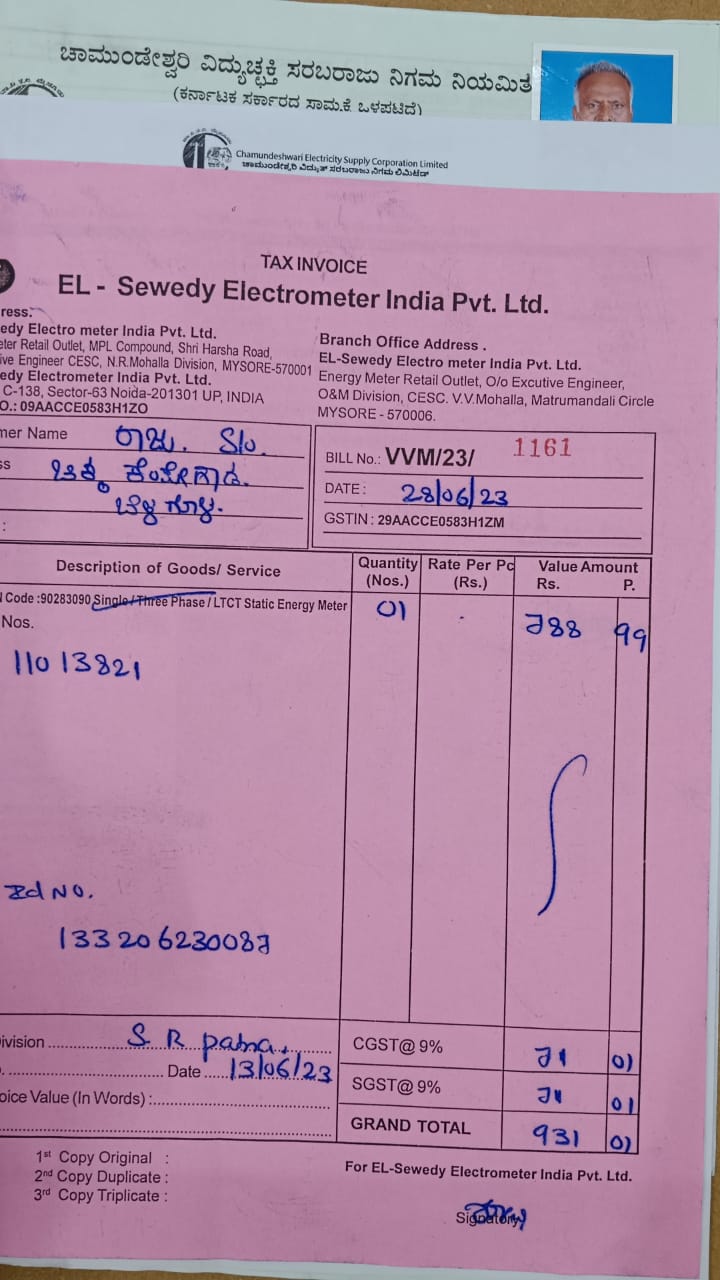 ಚಾಮುಂಡೇಶ್ವರಿ ವಿದ್ಯುಚ್ಛಕ್ತಿ ಸರಬರಾಜು ನಿಗಮ ನಿಯಮಿತ
(ಕರ್ನಾಟಕ ಸರ್ಕಾರದ ಸಾಮ.ಕೆ ಒಳಪಟಿದೆ)
Chamundeshwari Electricity Supply Corporation Limited
ಚಾಮುಂಡೇಶ್ವರಿ ವಿದ್ಯುತ್ ಸರಬರಾಜು ನಿಗಮ ಲಿಮಿಟೆಡ್
TAX INVOICE
EL - Sewedy Electrometer India Pvt. Ltd.
ress:
edy Electro meter India Pvt. Ltd.
eter Retail Outlet, MPL Compound, Shri Harsha Road,
ive Engineer CESC, N.R.Mohalla Division, MYSORE-570001
edy Electrometer India Pvt. Ltd.
C-138, Sector-63 Noida-201301 UP, INDIA
O.: 09AACCE0583H1ZO
Branch Office Address .
EL-Sewedy Electro meter India Pvt. Ltd.
Energy Meter Retail Outlet, O/o Excutive Engineer,
O&M Division, CESC. V.V.Mohalla, Matrumandali Circle
MYSORE - 570006.
mer Name ರಾಜು. S/o.
ss ಚಿಕ್ಕ ಕೆಂಪೇಗೌಡ.
ಬೆಳ್ಳಗೊಳ.
:
BILL No.: VVM/23/ 1161
DATE : 28/06/23
GSTIN : 29AACCE0583H1ZM
Description of Goods/ Service Quantity (Nos.) Rate Per Pc (Rs.) Value Amount Rs. P.
Code :90283090 Single / Three Phase / LTCT Static Energy Meter 01 788 99
Nos.
11013821
No.
133206230087
ivision S R patna.
Date 13/06/23
oice Value (In Words) :
CGST@ 9% 71 01
SGST@ 9% 71 01
GRAND TOTAL 931 01
1st Copy Original :
2nd Copy Duplicate :
3rd Copy Triplicate :
For EL-Sewedy Electrometer India Pvt. Ltd.
Signatory